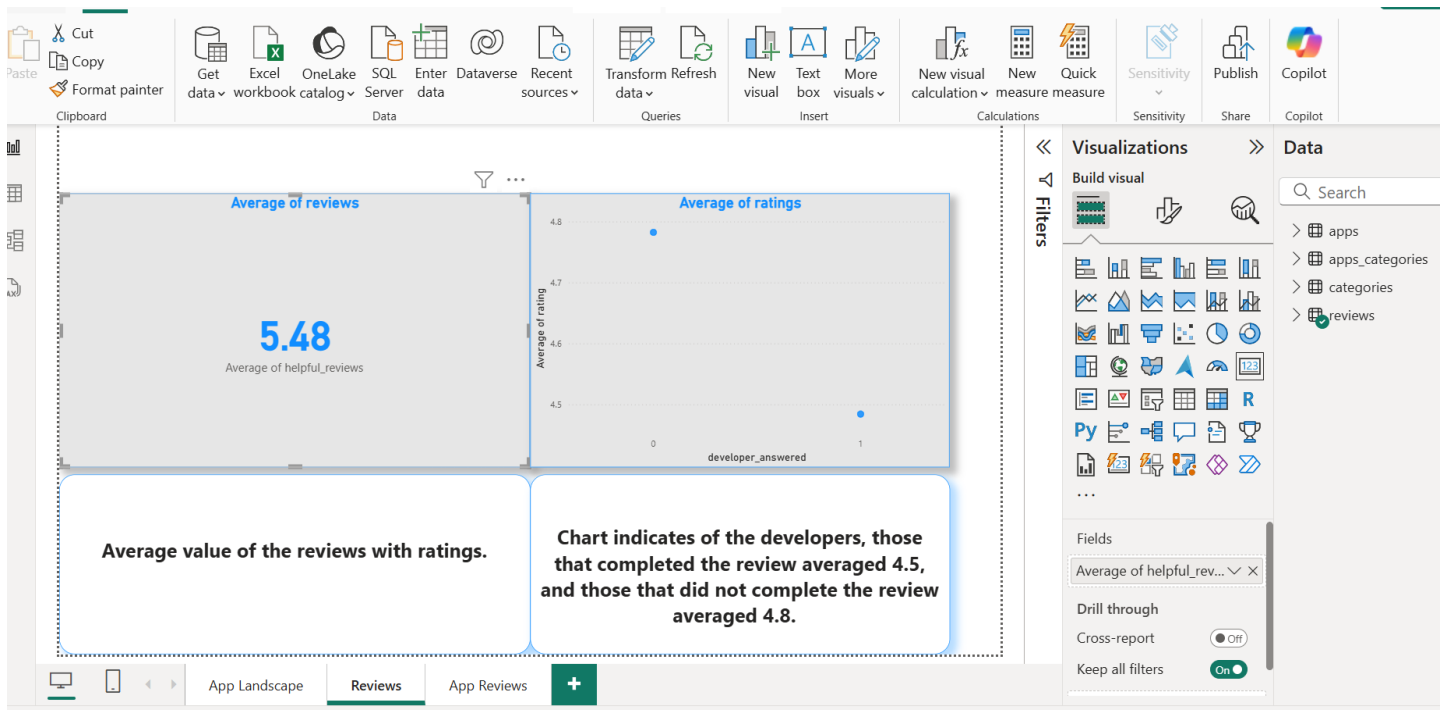 Cut
Copy
Paste
Format painter
Clipboard
Get
data
Excel
workbook
OneLake
catalog
SQL
Server
Enter
data
Dataverse
Recent
sources
Data
Transform
data
Refresh
Queries
New
visual
Text
box
More
visuals
Insert
New visual
calculation
New
measure
Quick
measure
Calculations
Sensitivity
Sensitivity
Publish
Share
Copilot
Copilot
Average of reviews
5.48
Average of helpful_reviews
Average of ratings
4.8
4.7
4.6
4.5
Average of rating
0
1
developer_answered
Average value of the reviews with ratings.
Chart indicates of the developers, those
that completed the review averaged 4.5,
and those that did not complete the review
averaged 4.8.
Filters
Visualizations
Build visual
123
R
Py
123
Fields
Average of helpful_rev...
Drill through
Cross-report
Off
Keep all filters
On
Data
Search
apps
apps_categories
categories
reviews
App Landscape
Reviews
App Reviews